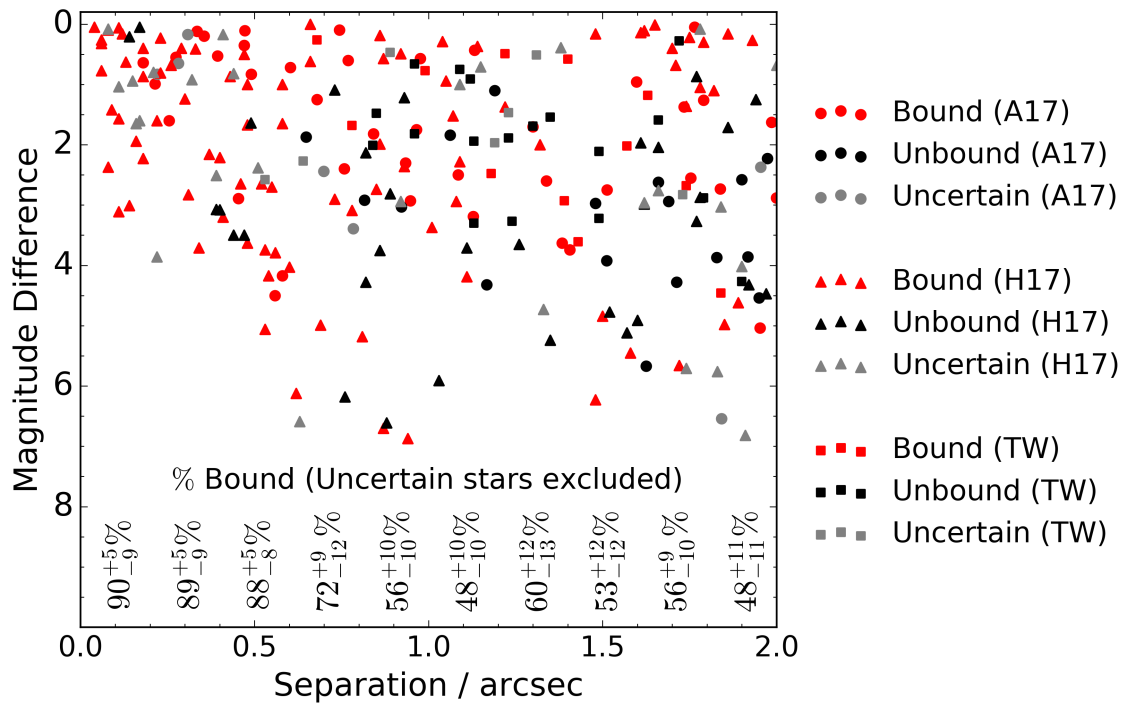 0
2
4
6
8
Magnitude Difference
% Bound (Uncertain stars excluded)
90+5−9%
89+5−9%
88+5−8%
72+9−12%
56+10−10%
48+10−10%
60+12−13%
53+12−12%
56+9−10%
48+11−11%
0.0 0.5 1.0 1.5 2.0
Separation / arcsec
Bound (A17)
Unbound (A17)
Uncertain (A17)
Bound (H17)
Unbound (H17)
Uncertain (H17)
Bound (TW)
Unbound (TW)
Uncertain (TW)